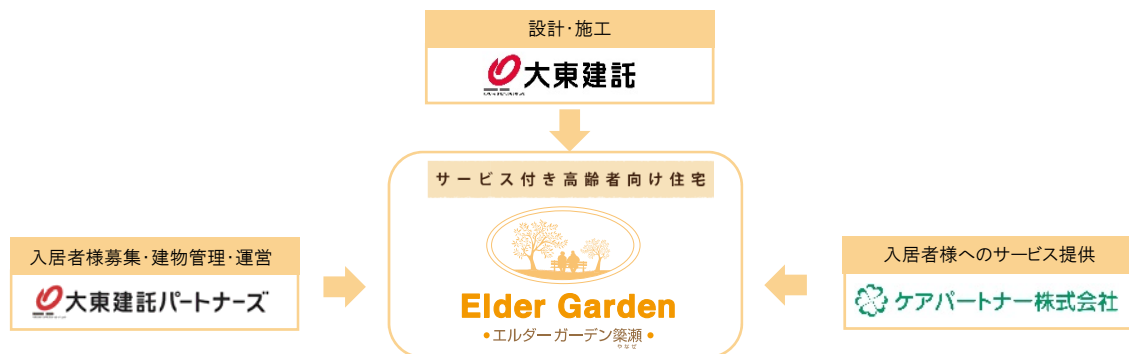 設計・施工
大東建託
サービス付き高齢者向け住宅
入居者様募集・建物管理・運営
大東建託パートナーズ
Elder Garden
・エルダーガーデン簗瀬・
やなせ
入居者様へのサービス提供
ケアパートナー株式会社